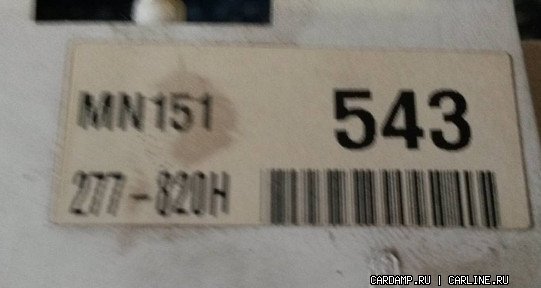 MN151 543
277-820H
CARDAMP.RU | CARLINE.RU